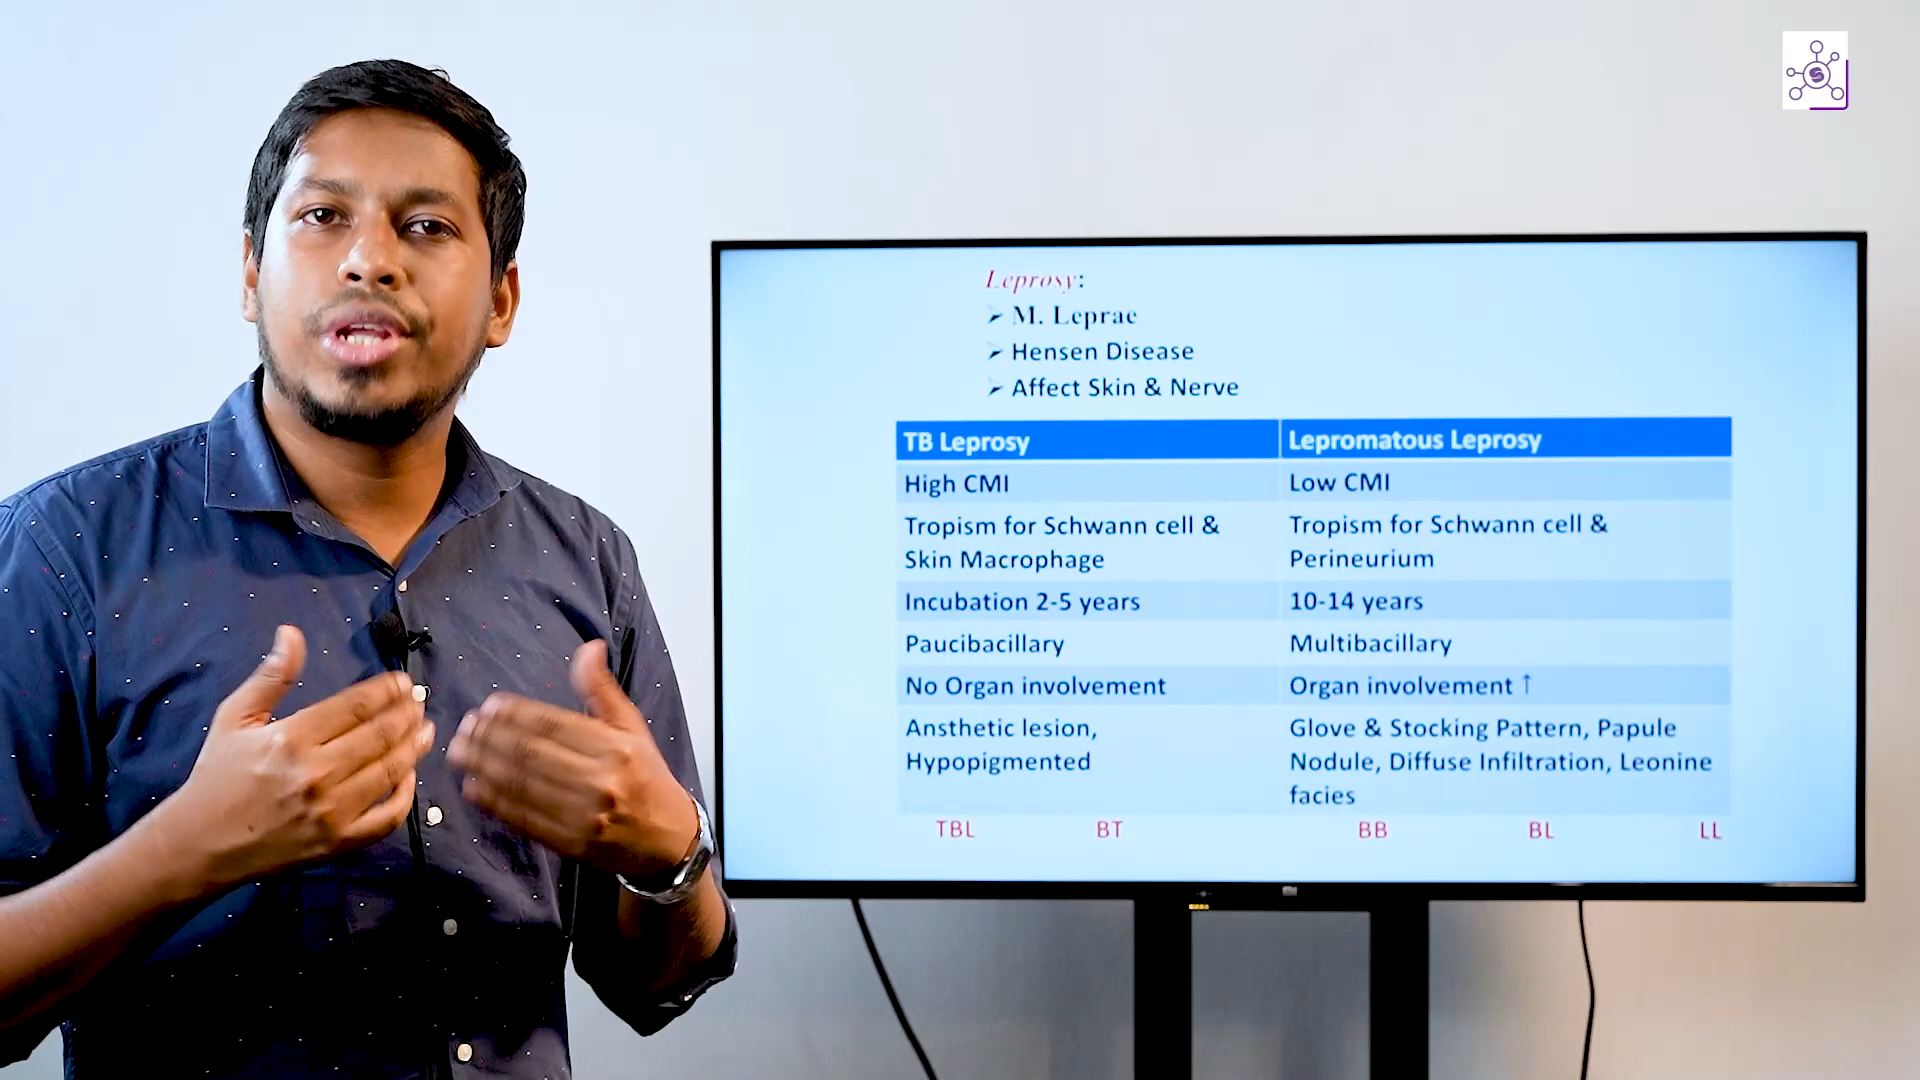 Leprosy:
➢ M. Leprae
➢ Hensen Disease
➢ Affect Skin & Nerve
TB Leprosy
Lepromatous Leprosy
High CMI
Low CMI
Tropism for Schwann cell &
Skin Macrophage
Tropism for Schwann cell &
Perineurium
Incubation 2-5 years
10-14 years
Paucibacillary
Multibacillary
No Organ involvement
Organ involvement ↑
Ansthetic lesion,
Hypopigmented
Glove & Stocking Pattern, Papule
Nodule, Diffuse Infiltration, Leonine
facies
TBL BT BB BL LL
S